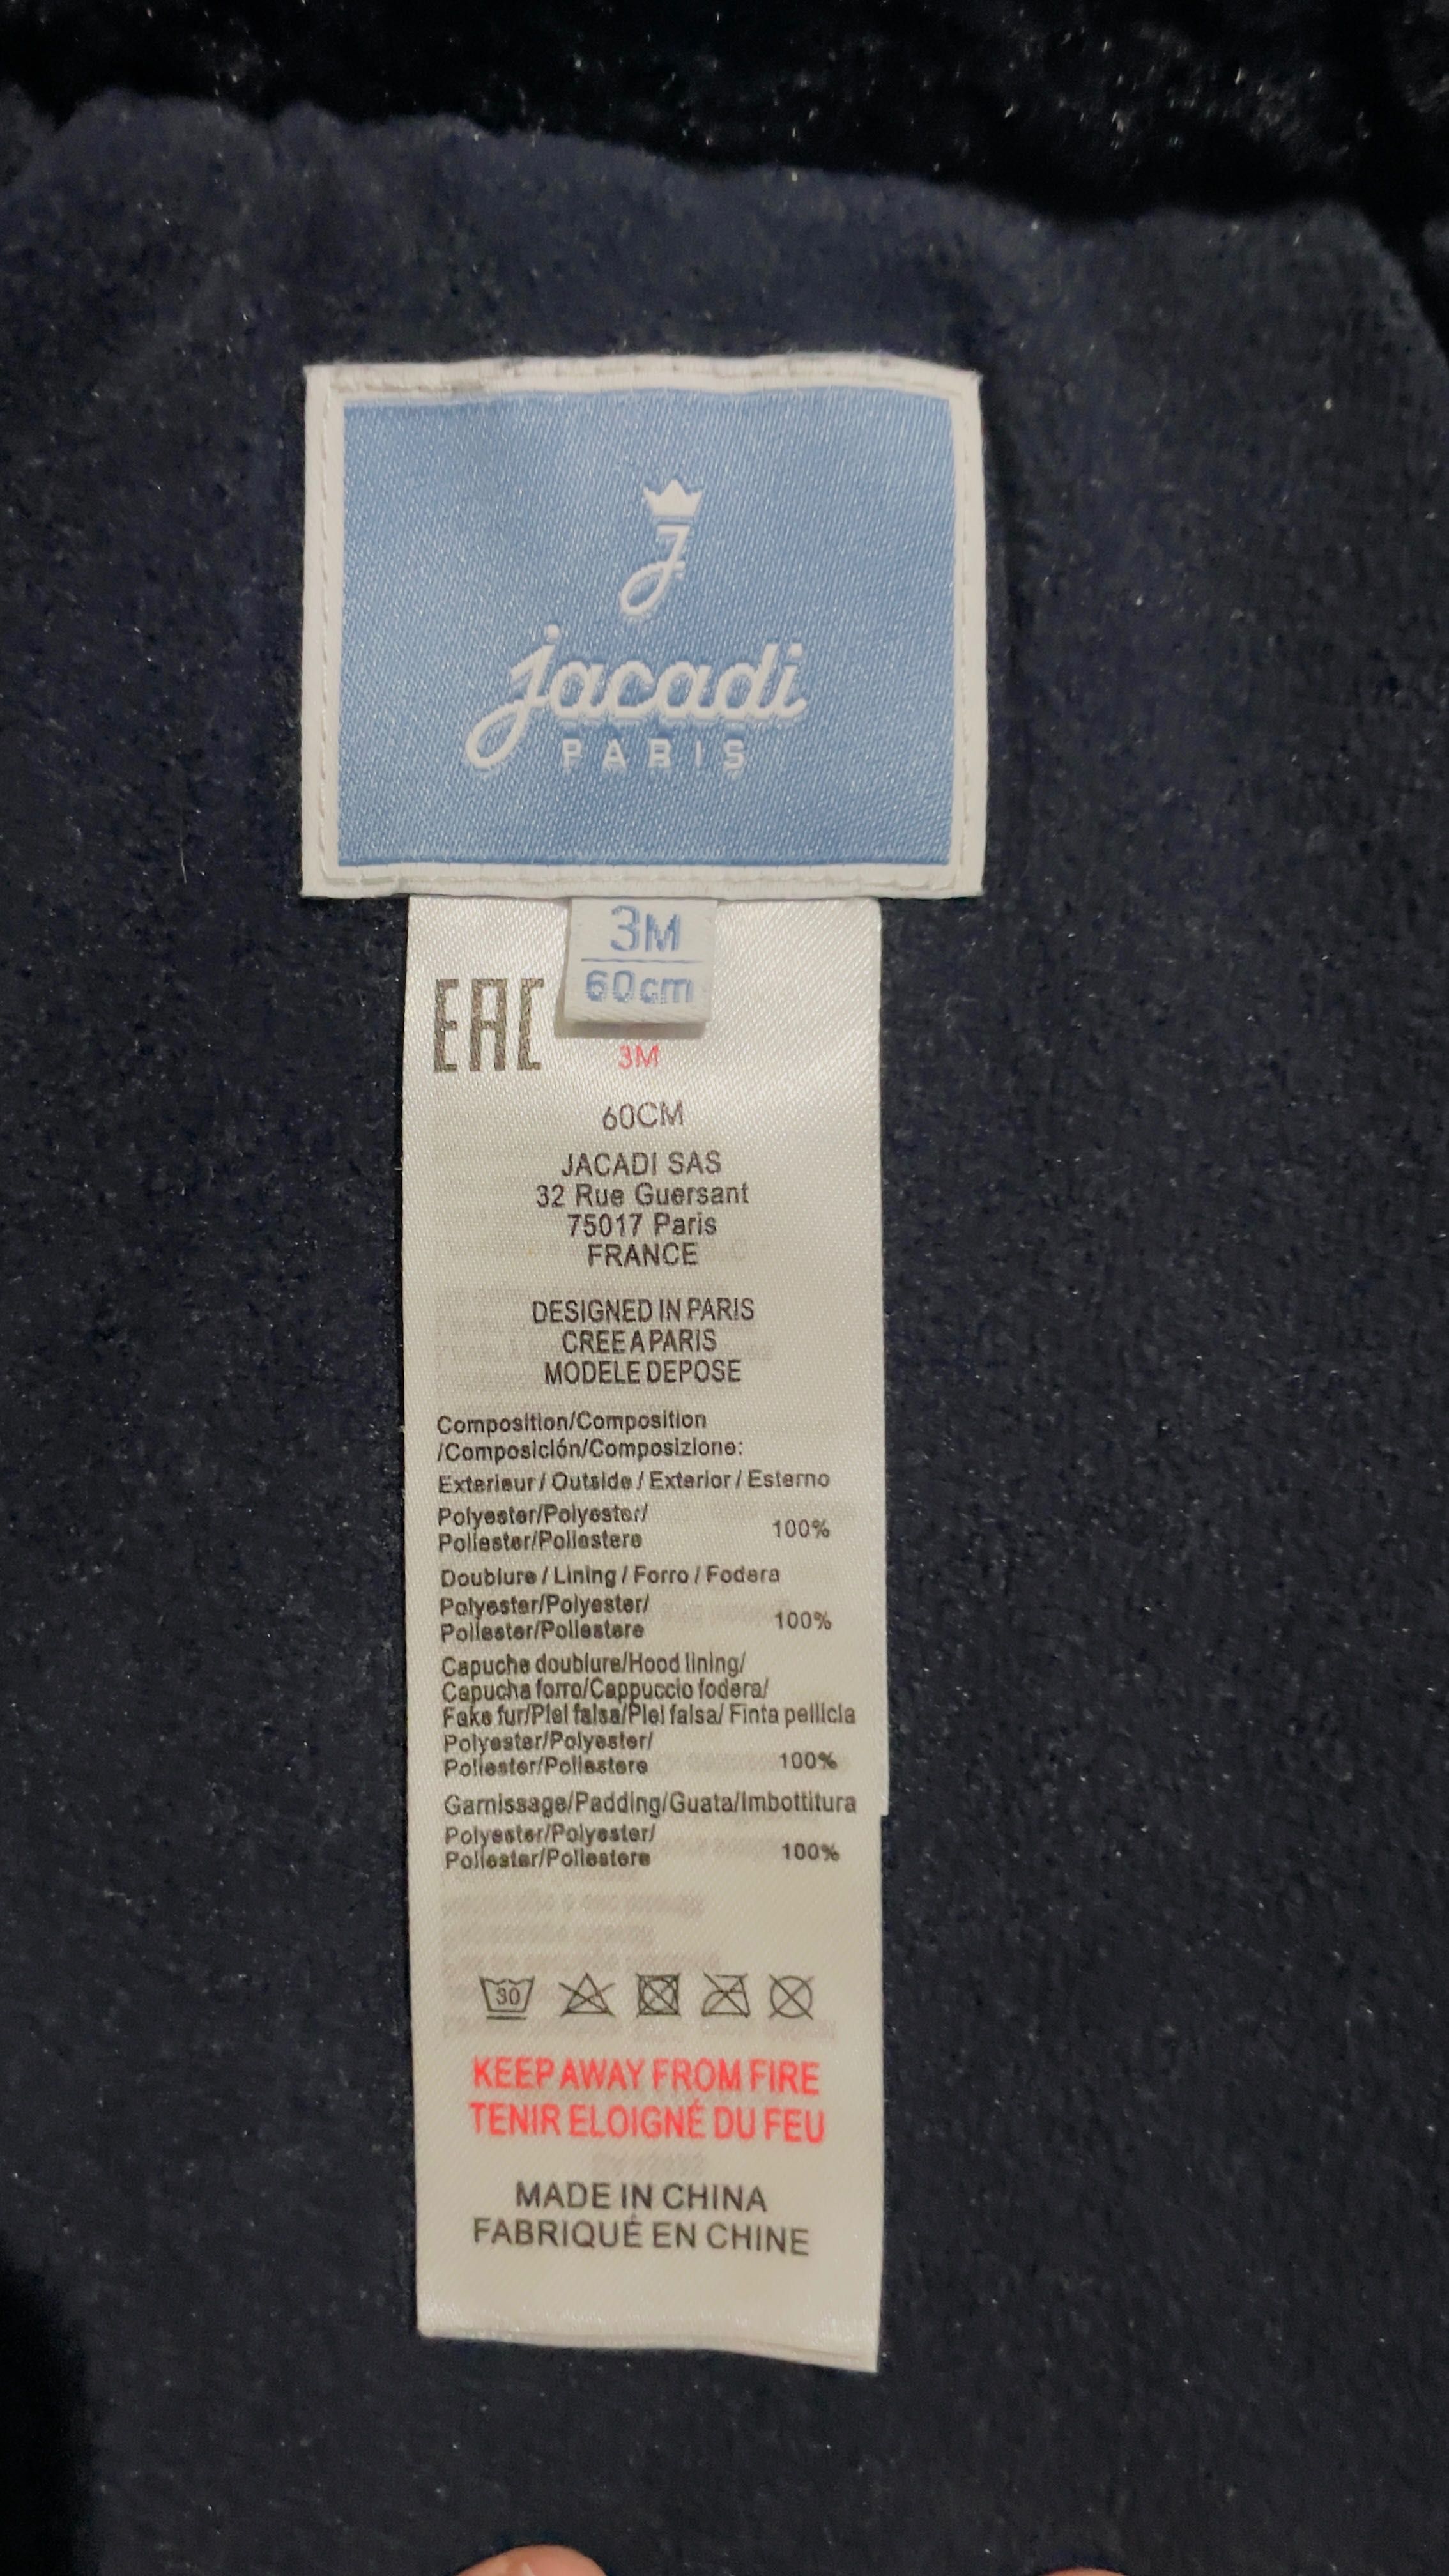 J
jacadi
PARIS
3M
60cm
EAC
3M
60CM
JACADI SAS
32 Rue Guersant
75017 Paris
FRANCE
DESIGNED IN PARIS
CREE A PARIS
MODELE DEPOSE
Composition/Composition
/Composición/Composizione:
Exterieur / Outside / Exterior / Esterno
Polyester/Polyester/
Poliester/Poliestere 100%
Doublure / Lining / Forro / Fodera
Polyester/Polyester/
Poliester/Poliestere 100%
Capuche doublure/Hood lining/
Capucha forro/Cappuccio fodera/
Fake fur/Piel falsa/Piel falsa/ Finta pellicia
Polyester/Polyester/
Poliester/Poliestere 100%
Garnissage/Padding/Guata/Imbottitura
Polyester/Polyester/
Poliester/Poliestere 100%
30
KEEP AWAY FROM FIRE
TENIR ELOIGNÉ DU FEU
MADE IN CHINA
FABRIQUÉ EN CHINE